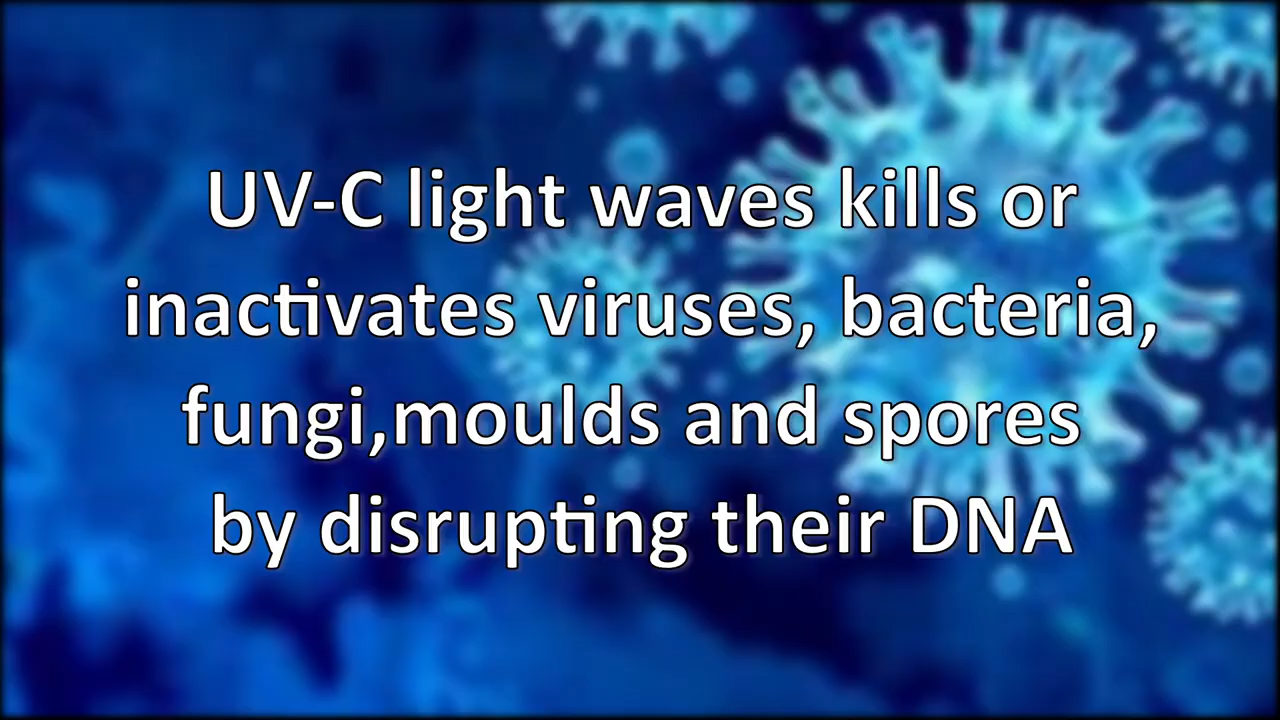 UV-C light waves kills or
inactivates viruses, bacteria,
fungi,moulds and spores
by disrupting their DNA